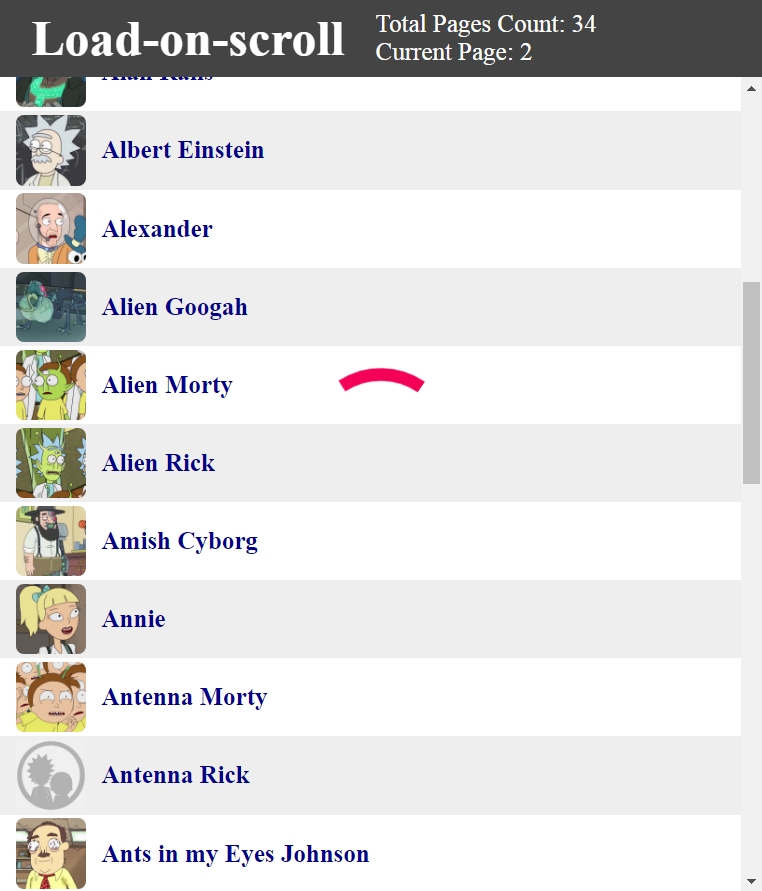 Load-on-scroll
Total Pages Count: 34
Current Page: 2
Albert Einstein
Alexander
Alien Googah
Alien Morty
Alien Rick
Amish Cyborg
Annie
Antenna Morty
Antenna Rick
Ants in my Eyes Johnson